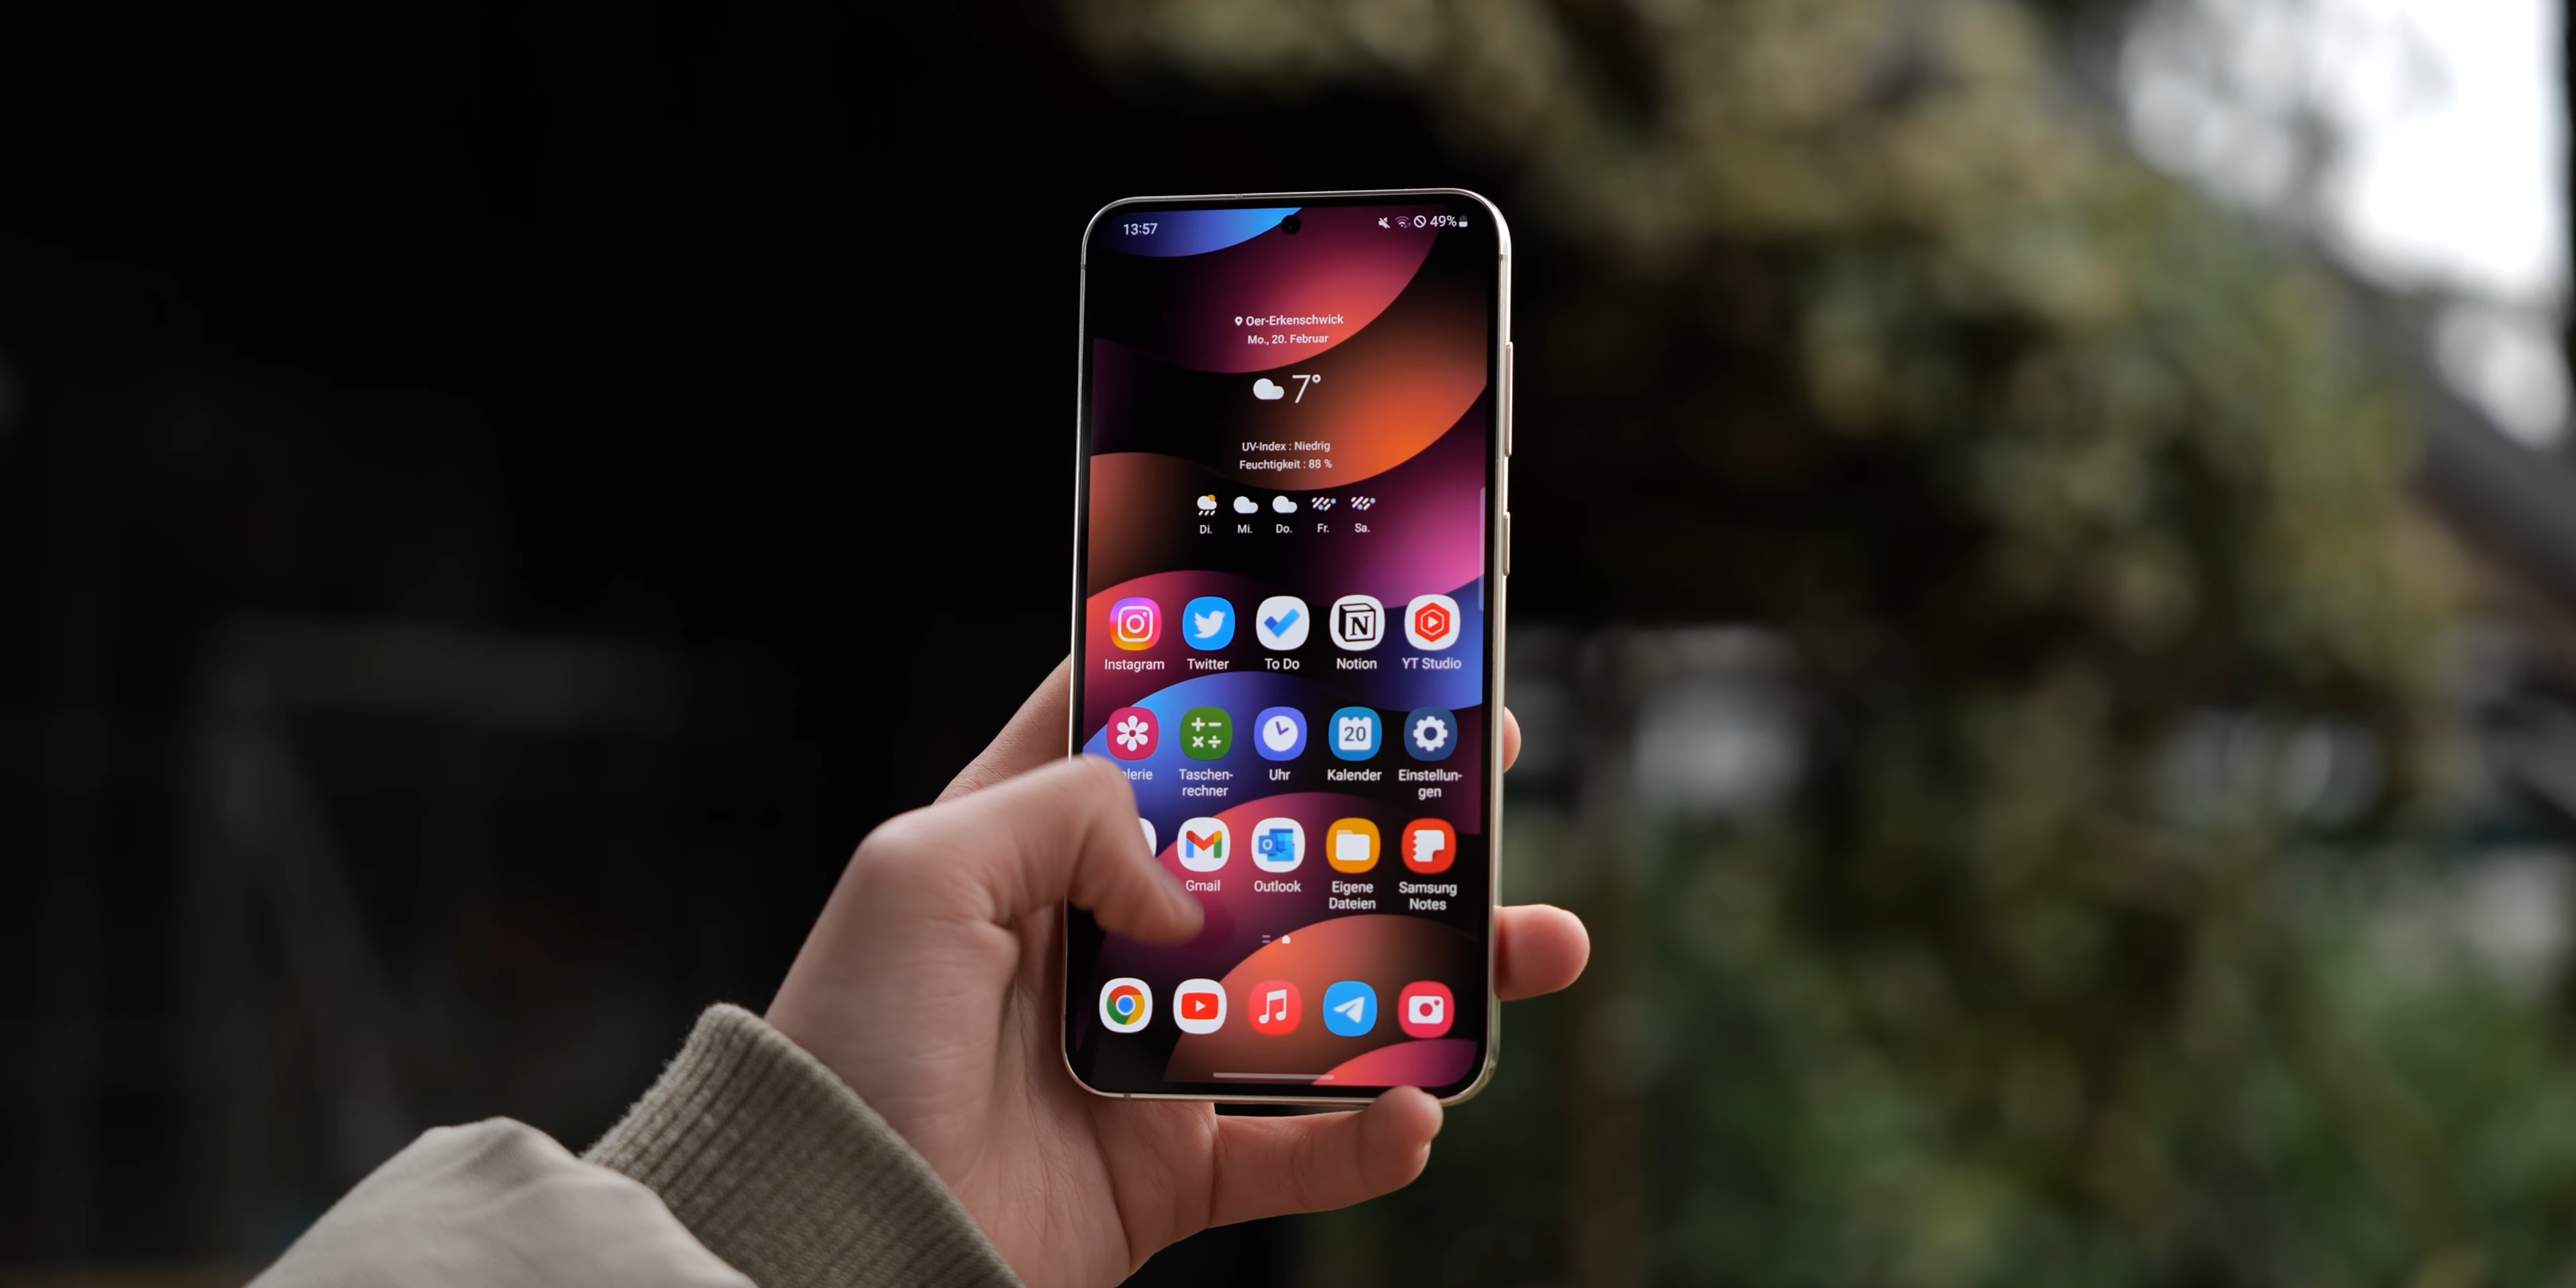 13:57
49%
Oer-Erkenschwick
Mo., 20. Februar
7°
UV-Index : Niedrig
Feuchtigkeit : 88 %
Di. Mi. Do. Fr. Sa.
Instagram Twitter To Do Notion YT Studio
20
lerie Taschen- Uhr Kalender Einstellun-
rechner gen
Gmail Outlook Eigene Samsung
Dateien Notes